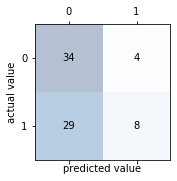 0 1
0 34 4
1 29 8
actual value
predicted value